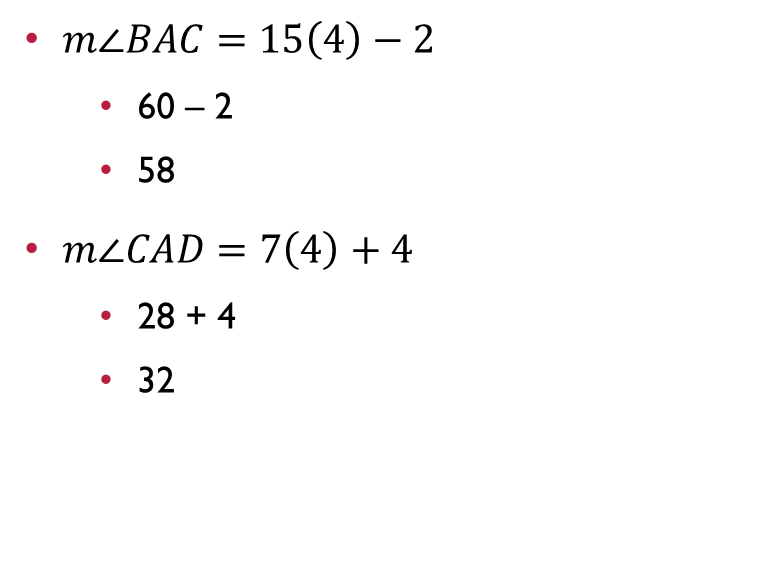 • m∠BAC = 15(4) − 2
• 60 – 2
• 58
• m∠CAD = 7(4) + 4
• 28 + 4
• 32